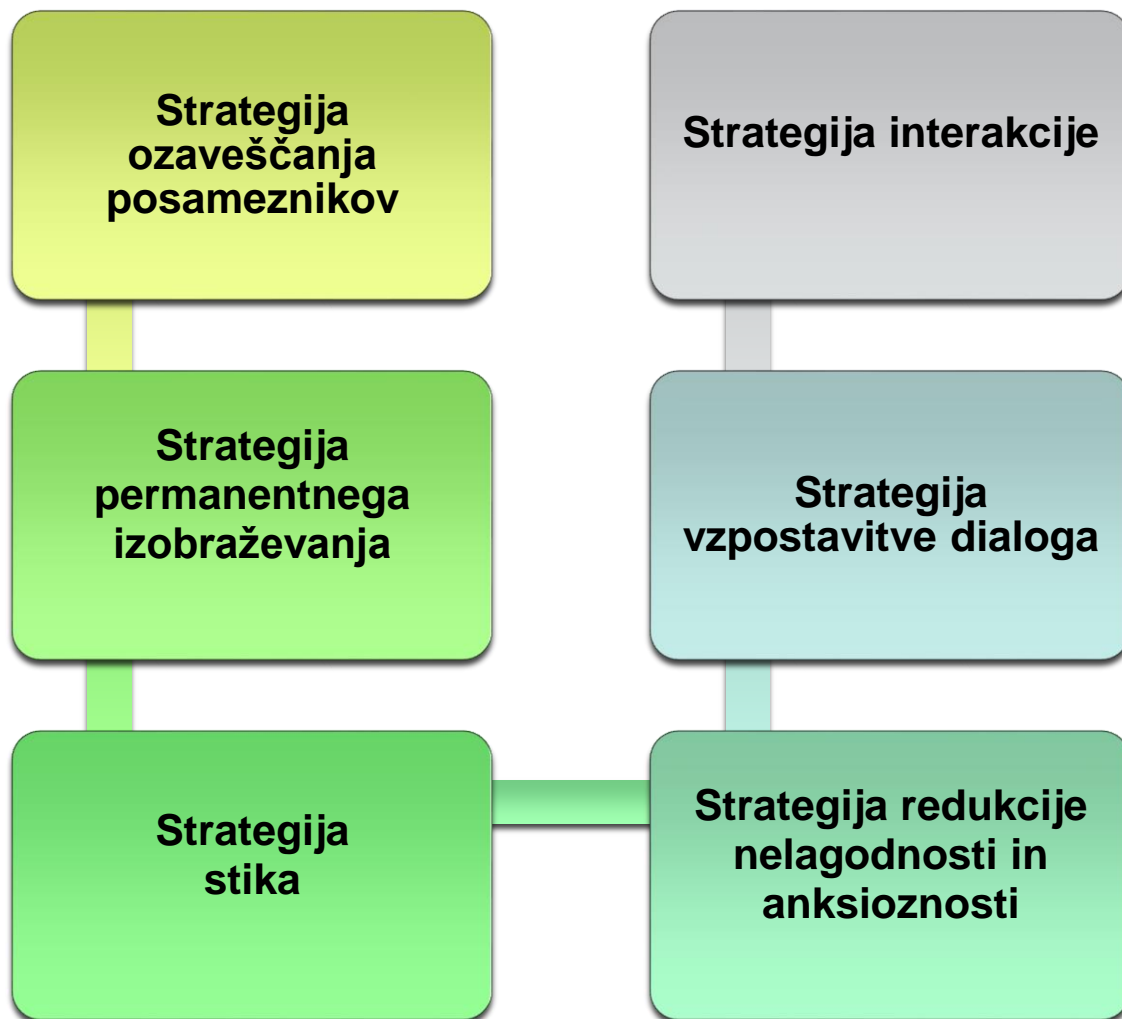 Strategija
ozaveščanja
posameznikov
Strategija
permanentnega
izobraževanja
Strategija
stika
Strategija redukcije
nelagodnosti in
anksioznosti
Strategija
vzpostavitve dialoga
Strategija interakcije